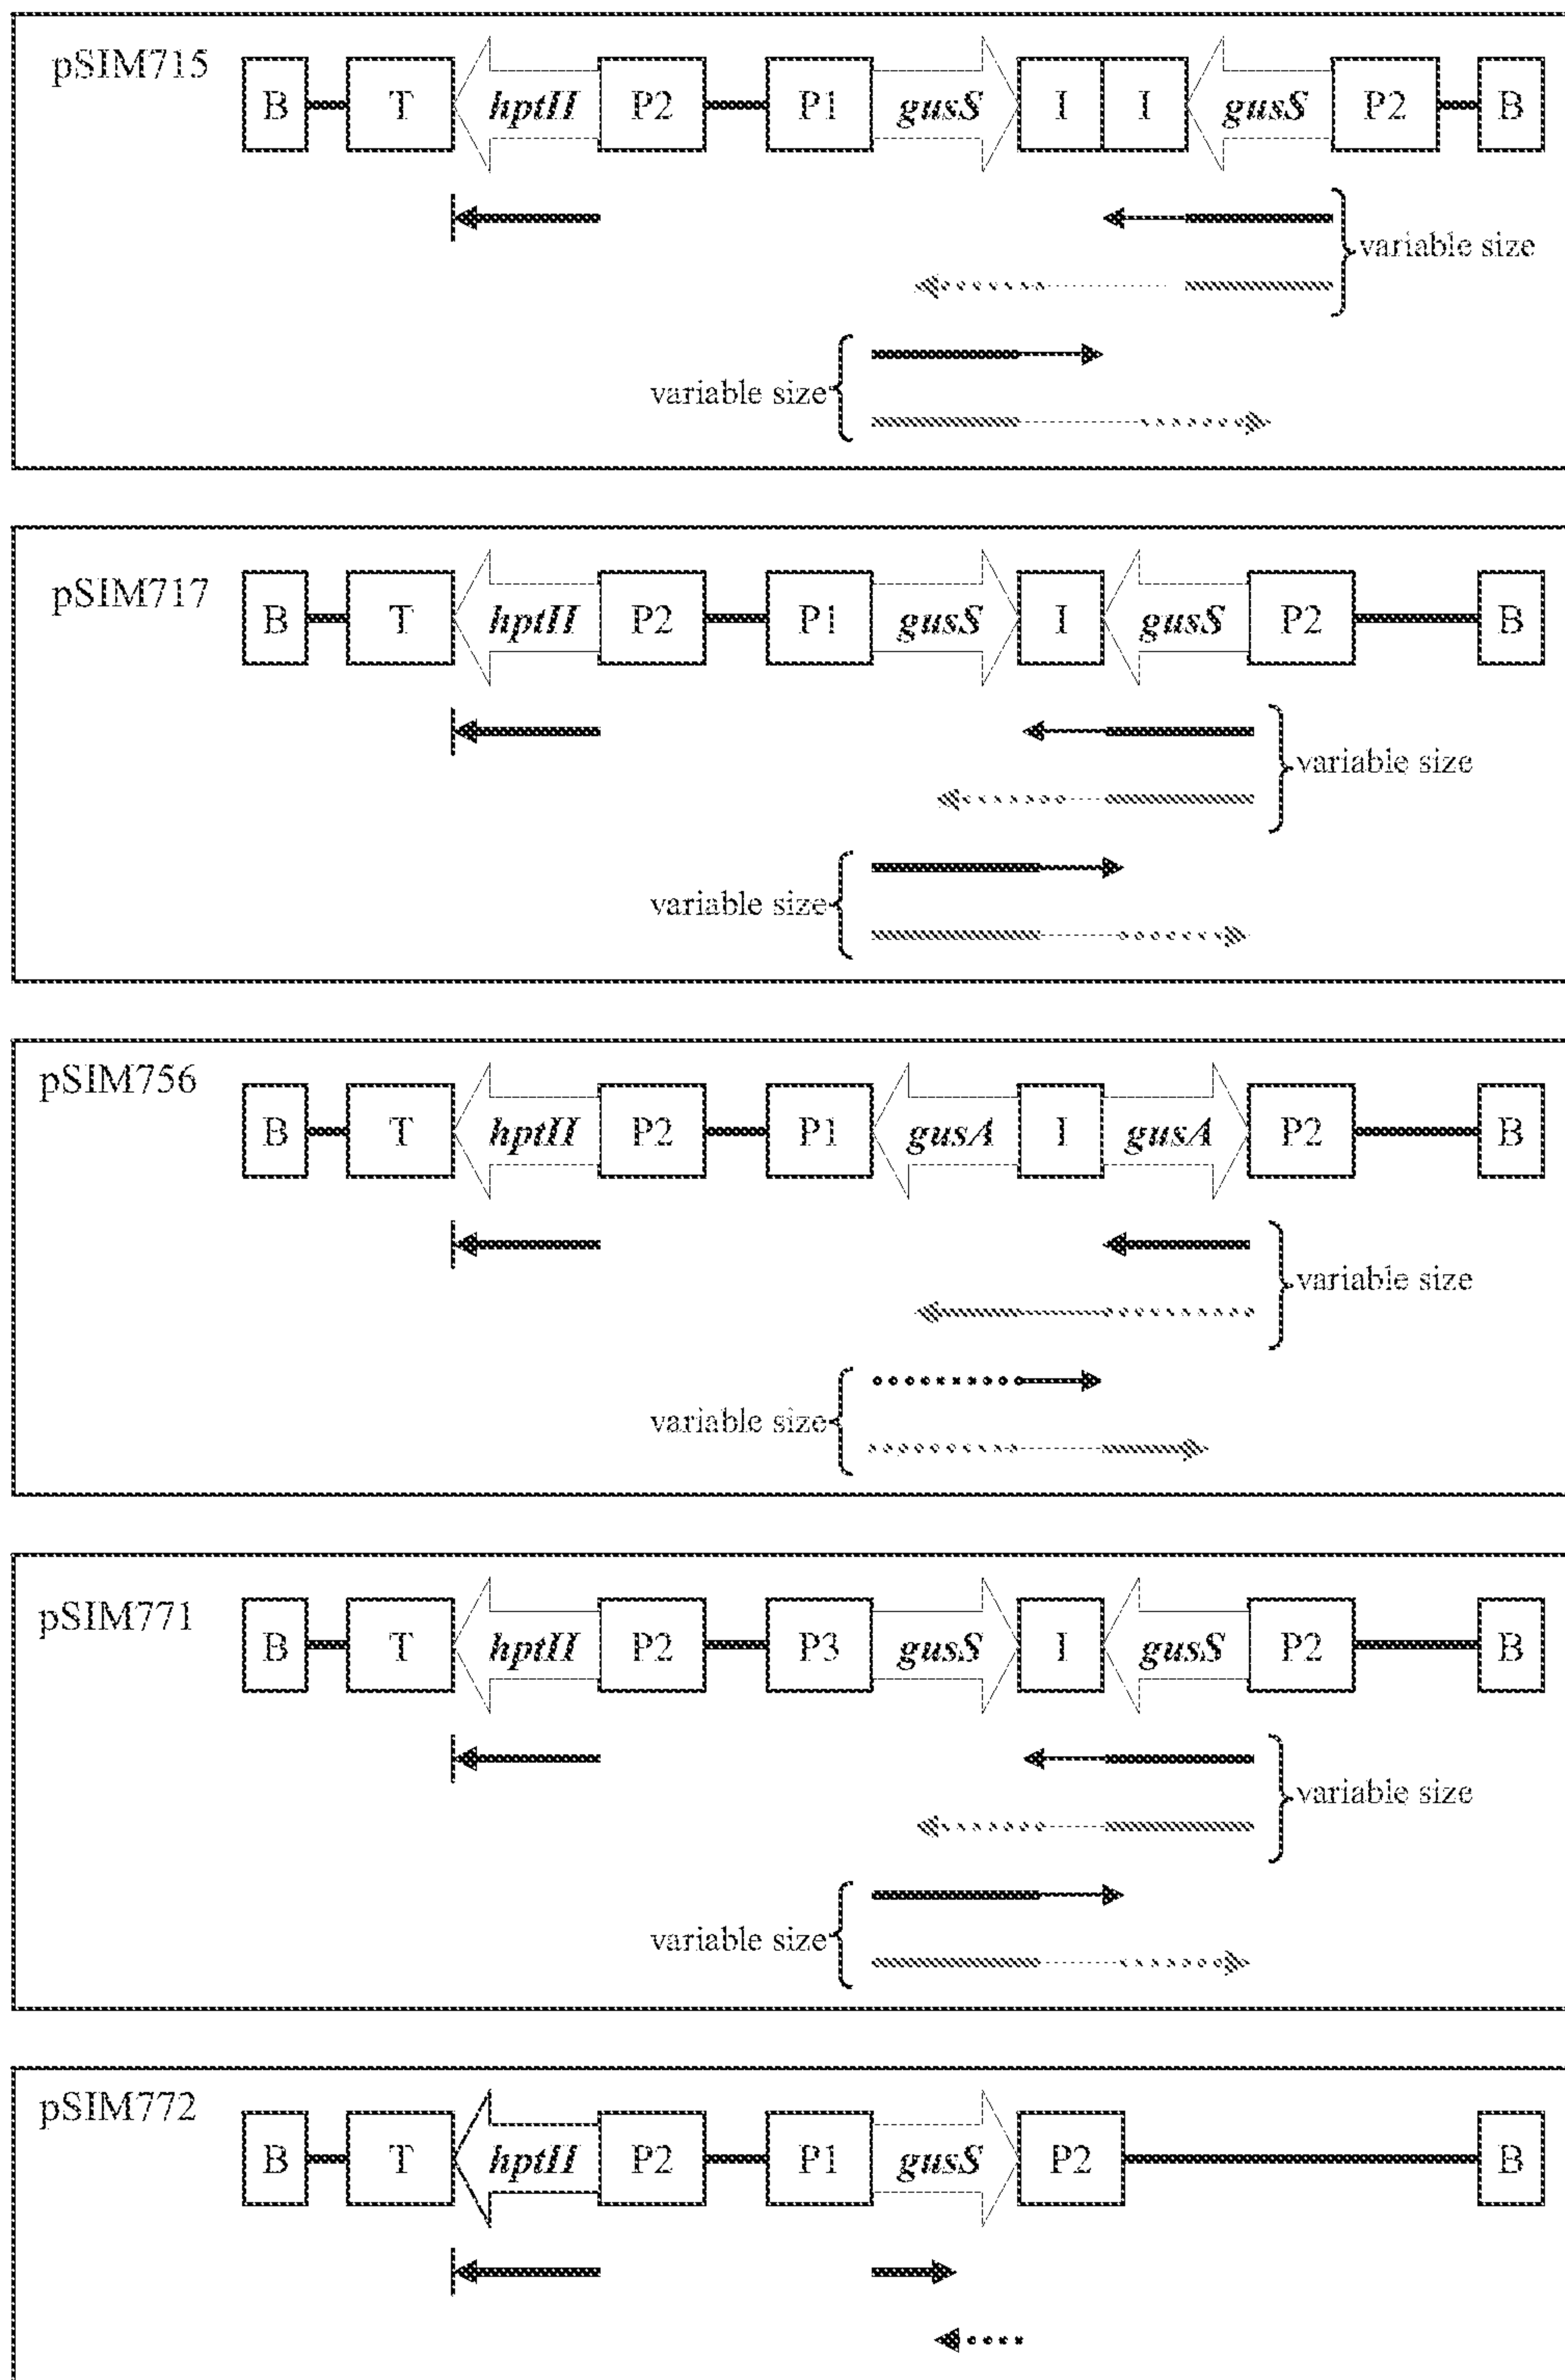 pSIM715
B T hptII P2 P1 gusS I I gusS P2 B
variable size
variable size
pSIM717
B T hptII P2 P1 gusS I gusS P2 B
variable size
variable size
pSIM756
B T hptII P2 P1 gusA I gusA P2 B
variable size
variable size
pSIM771
B T hptII P2 P3 gusS I gusS P2 B
variable size
variable size
pSIM772
B T hptII P2 P1 gusS P2 B